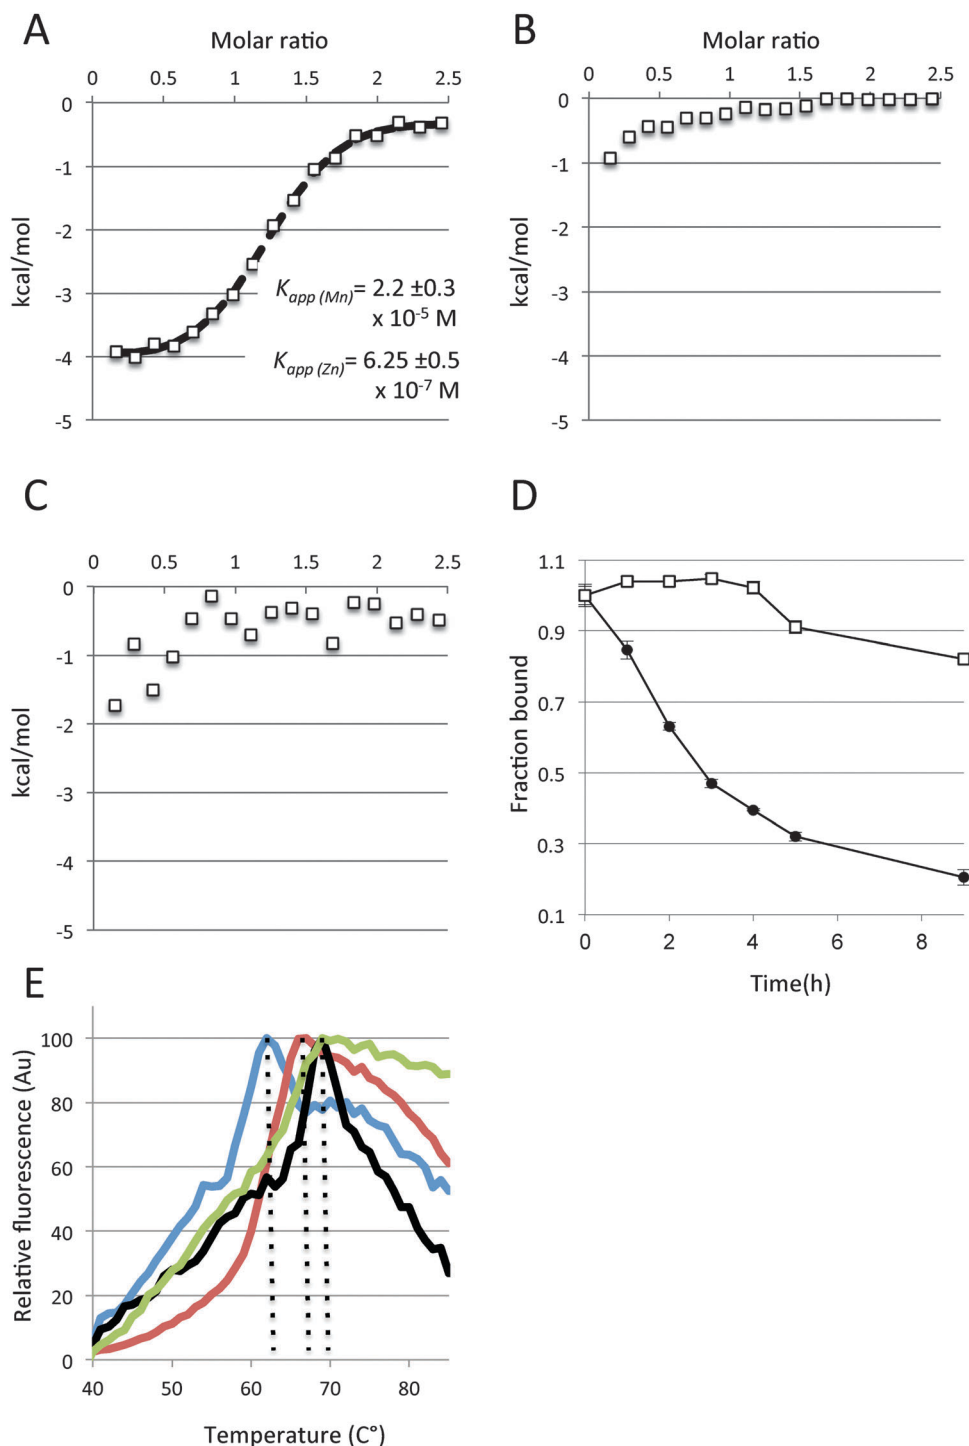 A
Molar ratio
0 0.5 1 1.5 2 2.5
0
-1
-2
-3
-4
-5
kcal/mol
Kapp (Mn)= 2.2 ±0.3
x 10-5 M
Kapp (Zn)= 6.25 ±0.5
x 10-7 M
B
Molar ratio
0 0.5 1 1.5 2 2.5
0
-1
-2
-3
-4
-5
kcal/mol
C
0 0.5 1 1.5 2 2.5
0
-1
-2
-3
-4
-5
kcal/mol
D
1.1
0.9
0.7
0.5
0.3
0.1
Fraction bound
0 2 4 6 8
Time(h)
E
100
80
60
40
20
0
Relative fluorescence (Au)
40 50 60 70 80
Temperature (C°)